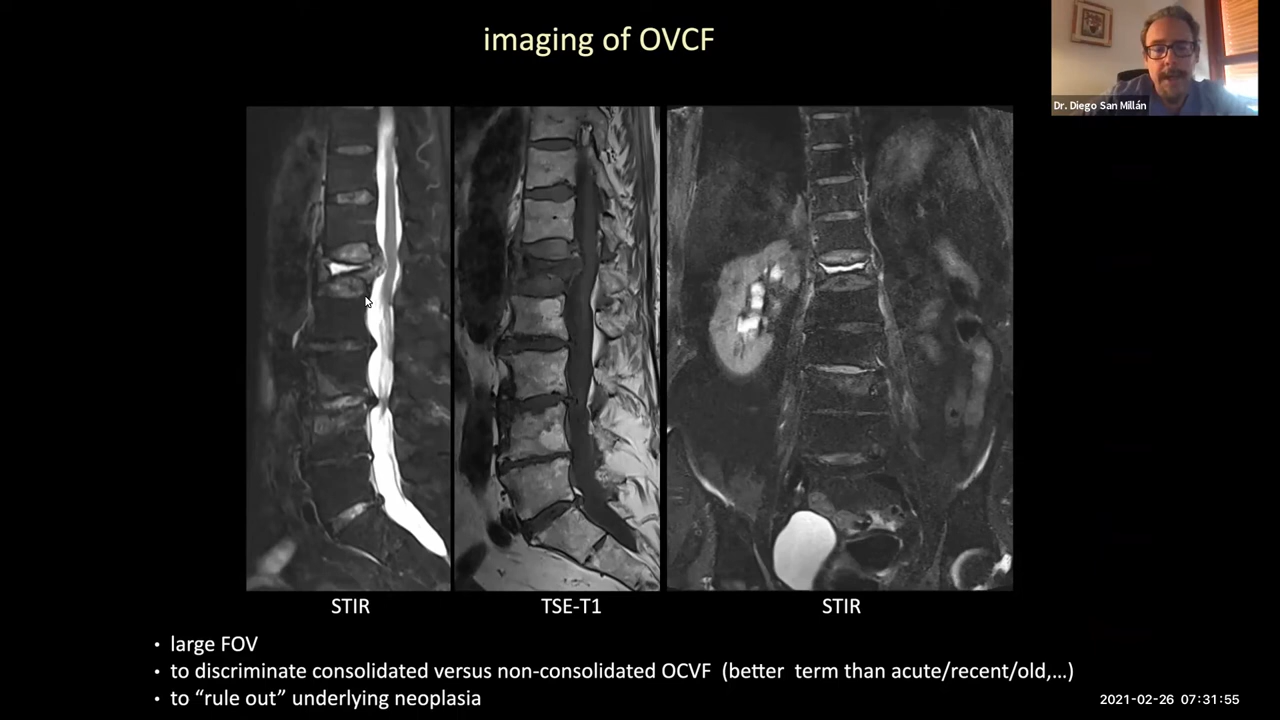 imaging of OVCF
Dr. Diego San Millán
STIR
TSE-T1
STIR
• large FOV
• to discriminate consolidated versus non-consolidated OCVF (better term than acute/recent/old,...)
• to “rule out” underlying neoplasia
2021-02-26 07:31:55